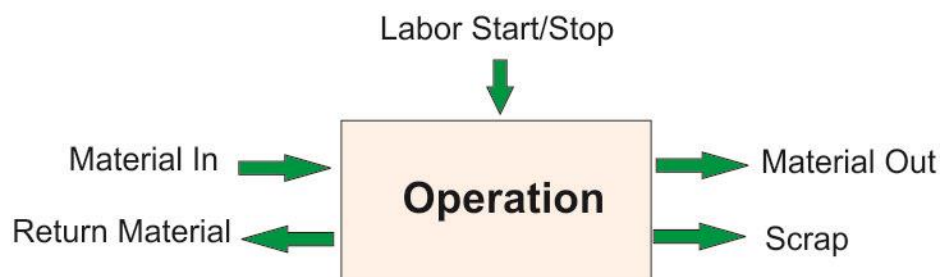 Labor Start/Stop
Material In
Material Out
Operation
Return Material
Scrap